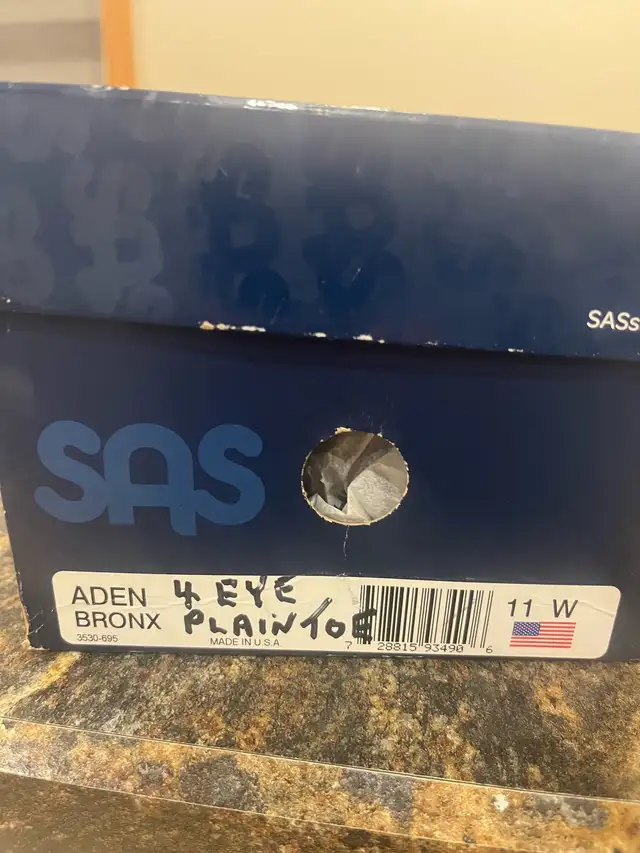 SASs
SAS
ADEN
BRONX
3530-695
4 EYE
PLAIN TOE
MADE IN U.S.A.
7 28815 93490 6
11 W